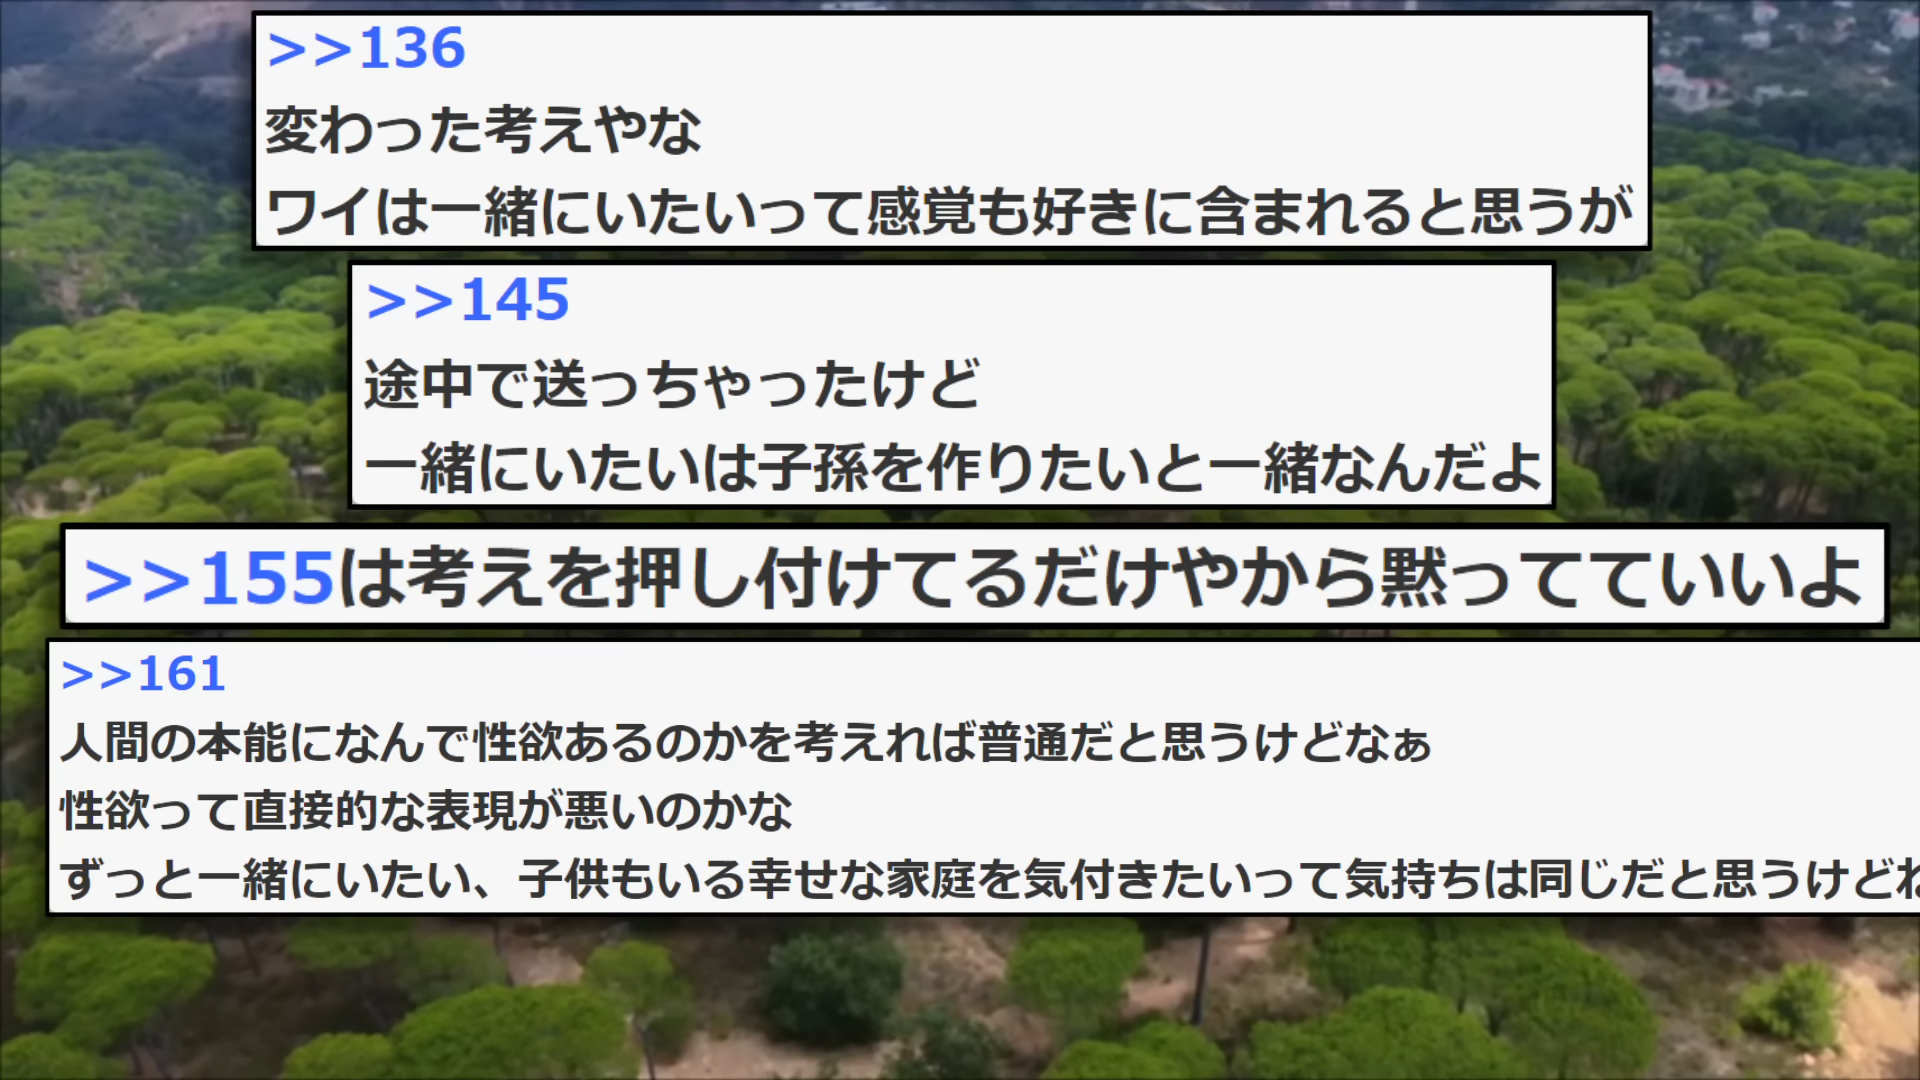 >>136
変わった考えやな
ワイは一緒にいたいって感覚も好きに含まれると思うが
>>145
途中で送っちゃったけど
一緒にいたいは子孫を作りたいと一緒なんだよ
>>155は考えを押し付けてるだけやから黙ってていいよ
>>161
人間の本能になんで性欲あるのかを考えれば普通だと思うけどなぁ
性欲って直接的な表現が悪いのかな
ずっと一緒にいたい、子供もいる幸せな家庭を気付きたいって気持ちは同じだと思うけどね